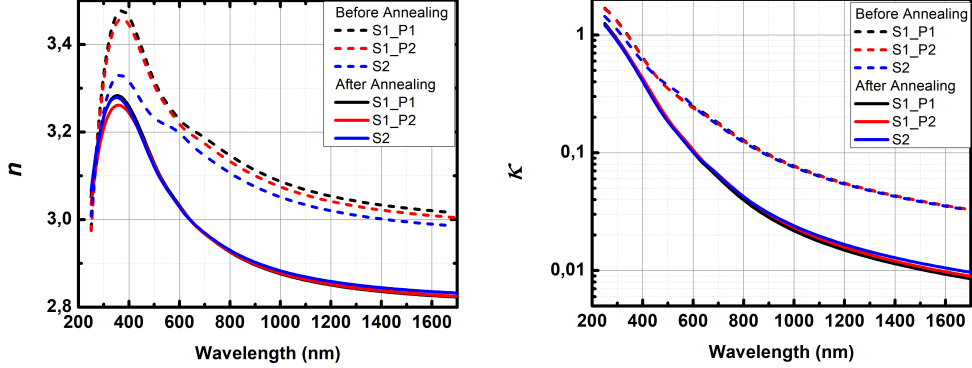 Before Annealing
S1_P1
S1_P2
S2
After Annealing
S1_P1
S1_P2
S2
3,4
3,2
3,0
2,8
n
200 400 600 800 1000 1200 1400 1600
Wavelength (nm)
Before Annealing
S1_P1
S1_P2
S2
After Annealing
S1_P1
S1_P2
S2
1
0,1
0,01
κ
200 400 600 800 1000 1200 1400 1600
Wavelength (nm)